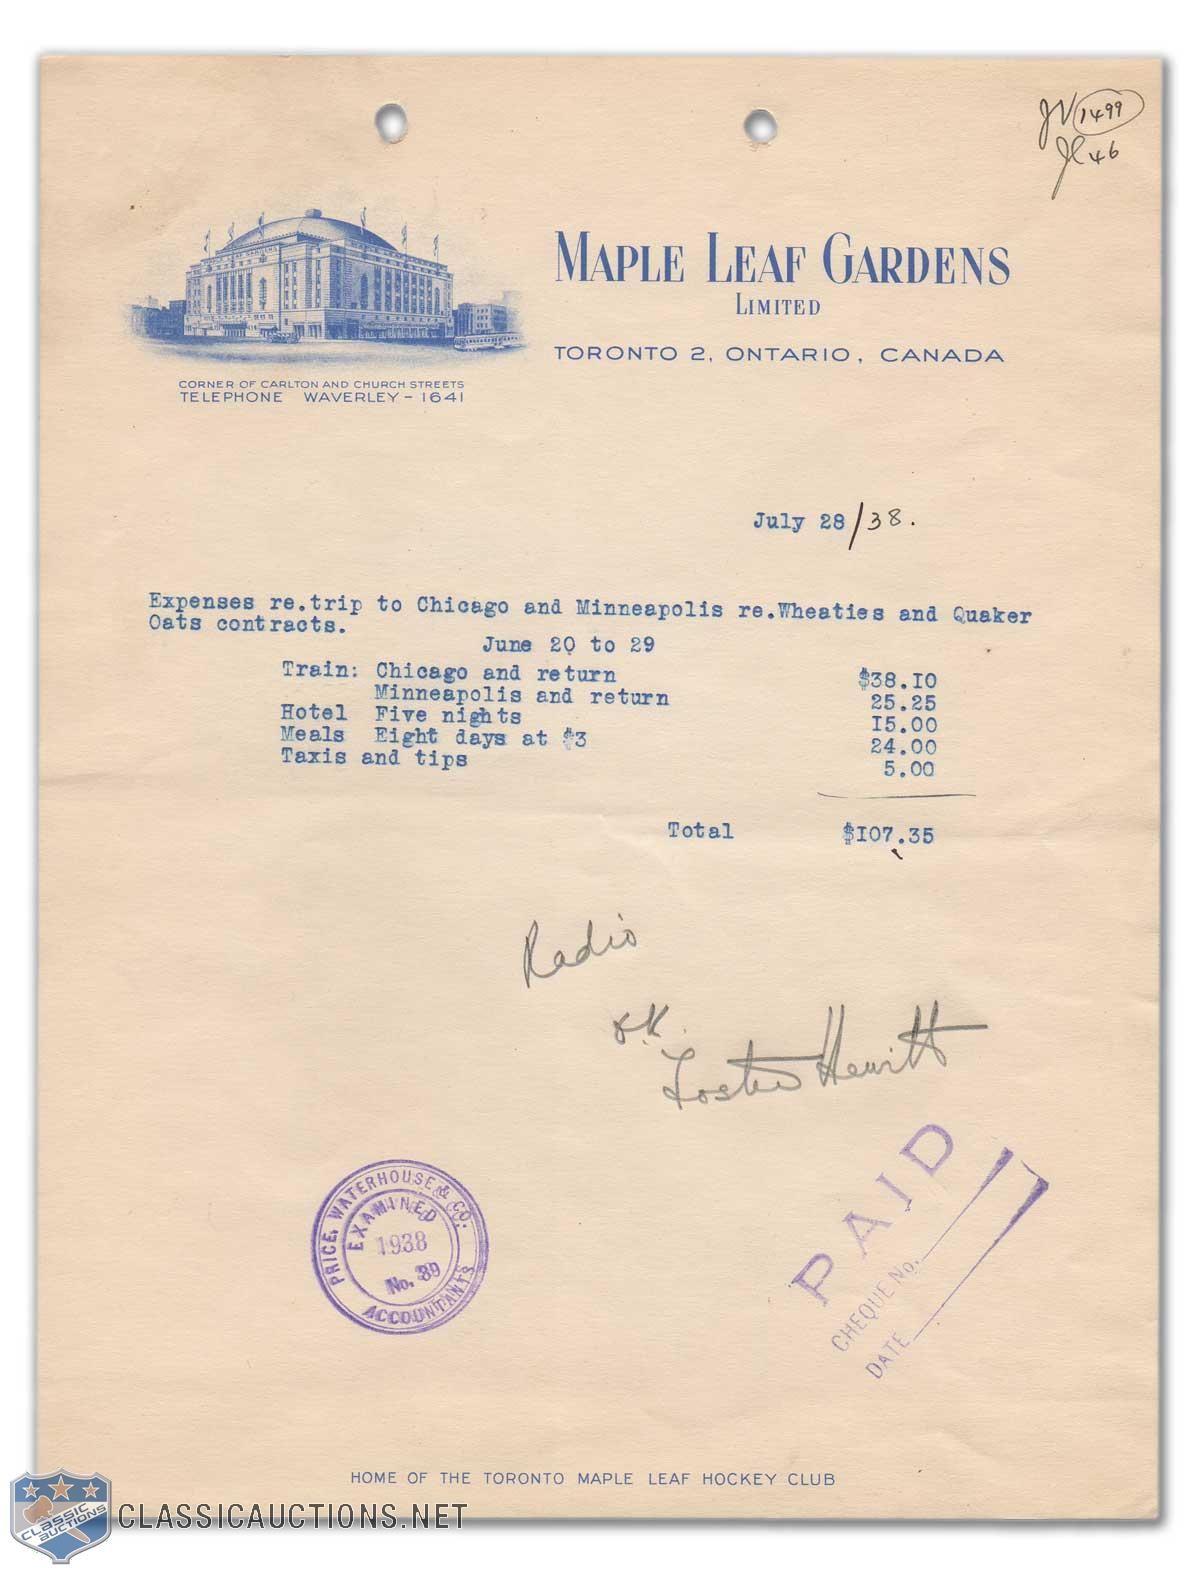 JV 1499
Jl 46
MAPLE LEAF GARDENS
LIMITED
TORONTO 2, ONTARIO, CANADA
CORNER OF CARLTON AND CHURCH STREETS
TELEPHONE WAVERLEY - 1641
July 28/38.
Expenses re.trip to Chicago and Minneapolis re.Wheaties and Quaker
Oats contracts.
June 20 to 29
Train: Chicago and return $38.10
Minneapolis and return 25.25
Hotel Five nights 15.00
Meals Eight days at $3 24.00
Taxis and tips 5.00
Total $107.35
Radio
O.K.
Foster Hewitt
PRICE, WATERHOUSE & CO.
EXAMINED
1938
No. 39
ACCOUNTANTS
PAID
CHEQUE No.
DATE
HOME OF THE TORONTO MAPLE LEAF HOCKEY CLUB
CLASSIC
AUCTIONS
CLASSICAUCTIONS.NET